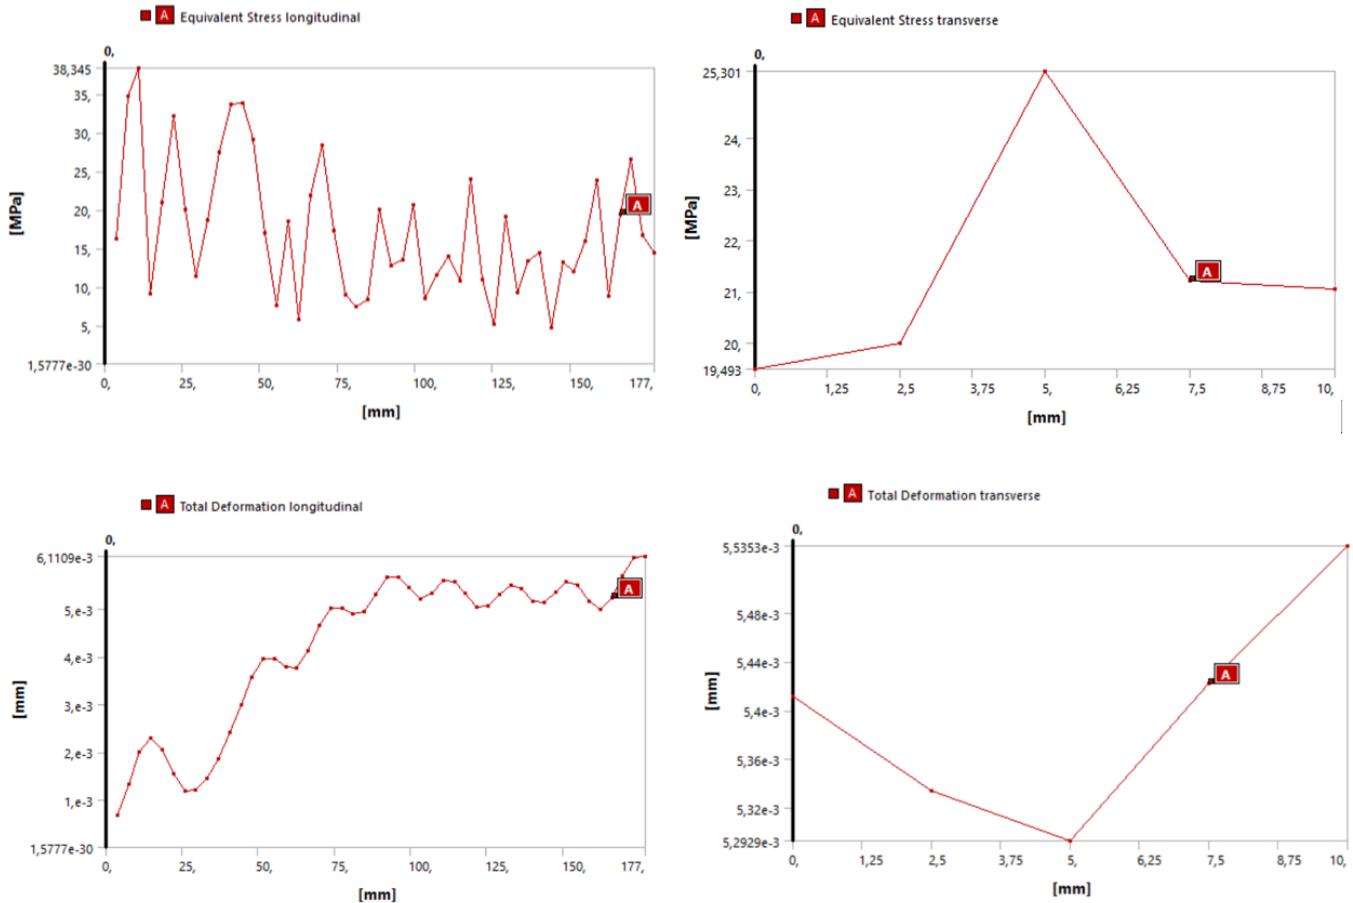 A Equivalent Stress longitudinal
0,
38,345
35,
30,
25,
20,
15,
10,
5,
1,5777e-30
[MPa]
A
0, 25, 50, 75, 100, 125, 150, 177,
[mm]
A Equivalent Stress transverse
0,
25,301
24,
23,
22,
21,
20,
19,493
[MPa]
A
0, 1,25 2,5 3,75 5, 6,25 7,5 8,75 10,
[mm]
A Total Deformation longitudinal
0,
6,1109e-3
5,e-3
4,e-3
3,e-3
2,e-3
1,e-3
1,5777e-30
[mm]
A
0, 25, 50, 75, 100, 125, 150, 177,
[mm]
A Total Deformation transverse
0,
5,5353e-3
5,48e-3
5,44e-3
5,4e-3
5,36e-3
5,32e-3
5,2929e-3
[mm]
A
0, 1,25 2,5 3,75 5, 6,25 7,5 8,75 10,
[mm]